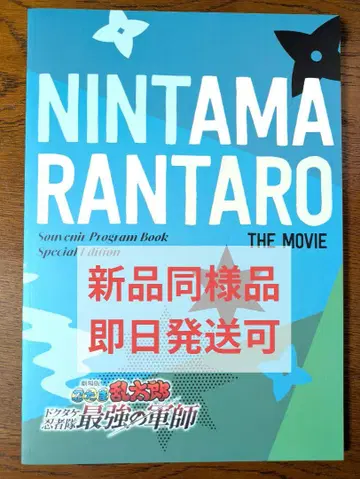 NINTAMA
RANTARO
Souvenir Program Book
Special Edition
THE MOVIE
新品同様品
即日発送可
劇場版
忍たま乱太郎
ドクタケ
忍者隊
最強の軍師